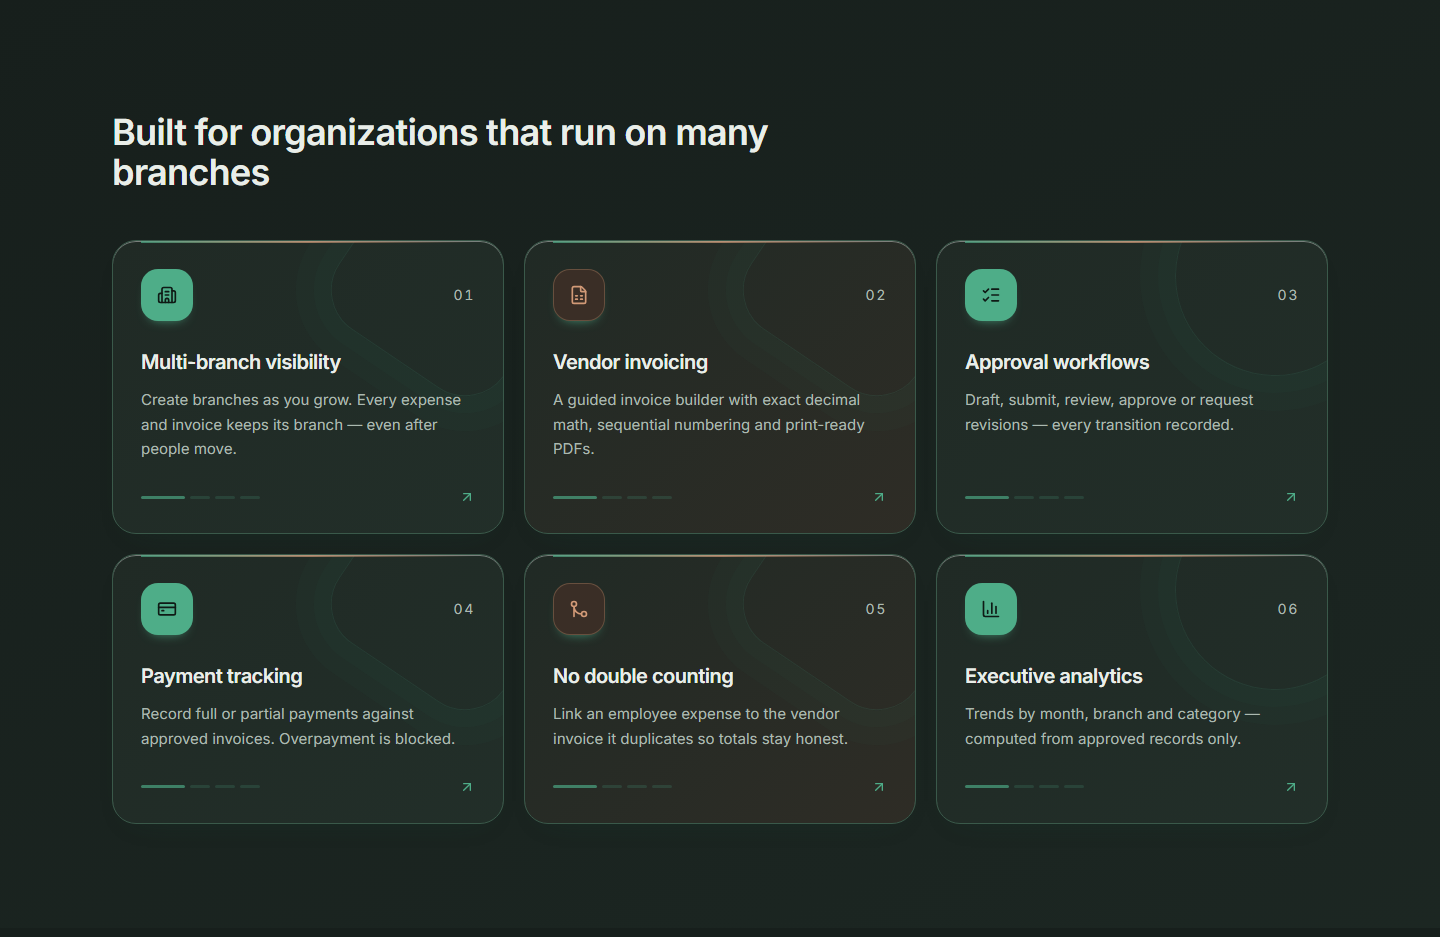 Built for organizations that run on many
branches
01
Multi-branch visibility
Create branches as you grow. Every expense
and invoice keeps its branch — even after
people move.
02
Vendor invoicing
A guided invoice builder with exact decimal
math, sequential numbering and print-ready
PDFs.
03
Approval workflows
Draft, submit, review, approve or request
revisions — every transition recorded.
04
Payment tracking
Record full or partial payments against
approved invoices. Overpayment is blocked.
05
No double counting
Link an employee expense to the vendor
invoice it duplicates so totals stay honest.
06
Executive analytics
Trends by month, branch and category —
computed from approved records only.